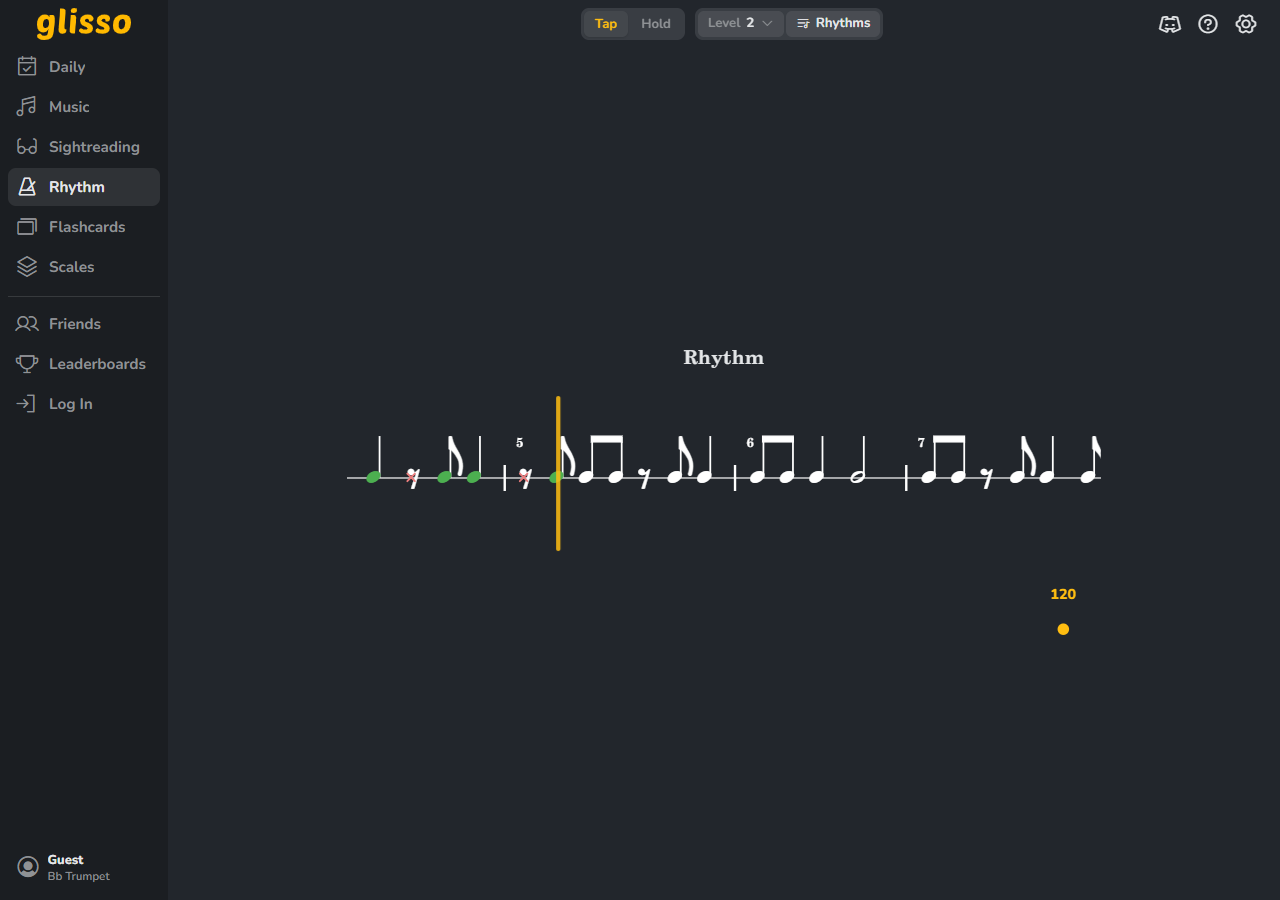 glisso
Tap Hold Level 2 Rhythms
Daily
Music
Sightreading
Rhythm
Flashcards
Scales
Friends
Leaderboards
Log In
Rhythm
5 6 7
120
Guest
Bb Trumpet